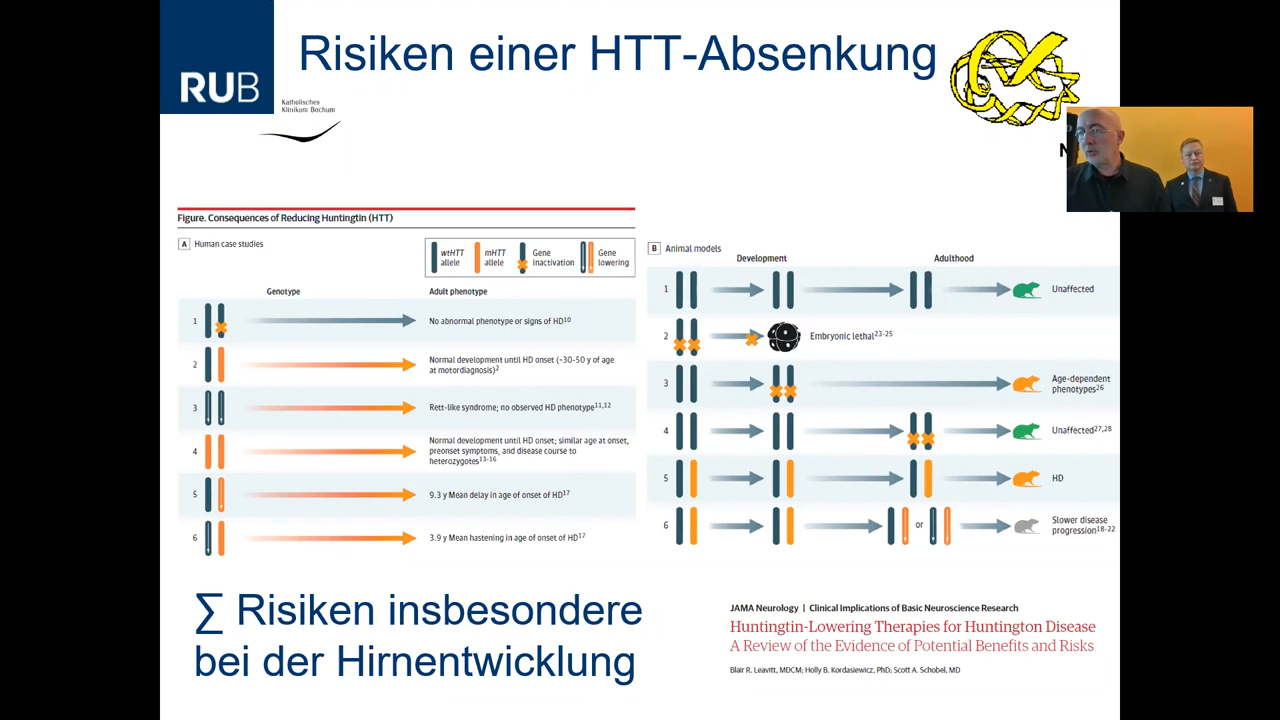 Risiken einer HTT-Absenkung
RUB
Katholisches
Klinikum Bochum
N
Figure. Consequences of Reducing Huntingtin (HTT)
A Human case studies
wtHTT
allele
mHTT
allele
Gene
inactivation
Gene
lowering
Genotype
Adult phenotype
1 No abnormal phenotype or signs of HD10
2 Normal development until HD onset (~30-50 y of age
at motordiagnosis)2
3 Rett-like syndrome; no observed HD phenotype11,12
4 Normal development until HD onset; similar age at onset,
preonset symptoms, and disease course to
heterozygotes13-16
5 9.3 y Mean delay in age of onset of HD17
6 3.9 y Mean hastening in age of onset of HD17
B Animal models
Development
Adulthood
1 Unaffected
2 Embryonic lethal23-25
3 Age-dependent
phenotypes26
4 Unaffected27,28
5 HD
6 or Slower disease
progression18-22
∑ Risiken insbesondere
bei der Hirnentwicklung
JAMA Neurology | Clinical Implications of Basic Neuroscience Research
Huntingtin-Lowering Therapies for Huntington Disease
A Review of the Evidence of Potential Benefits and Risks
Blair R. Leavitt, MDCM; Holly B. Kordasiewicz, PhD; Scott A. Schobel, MD